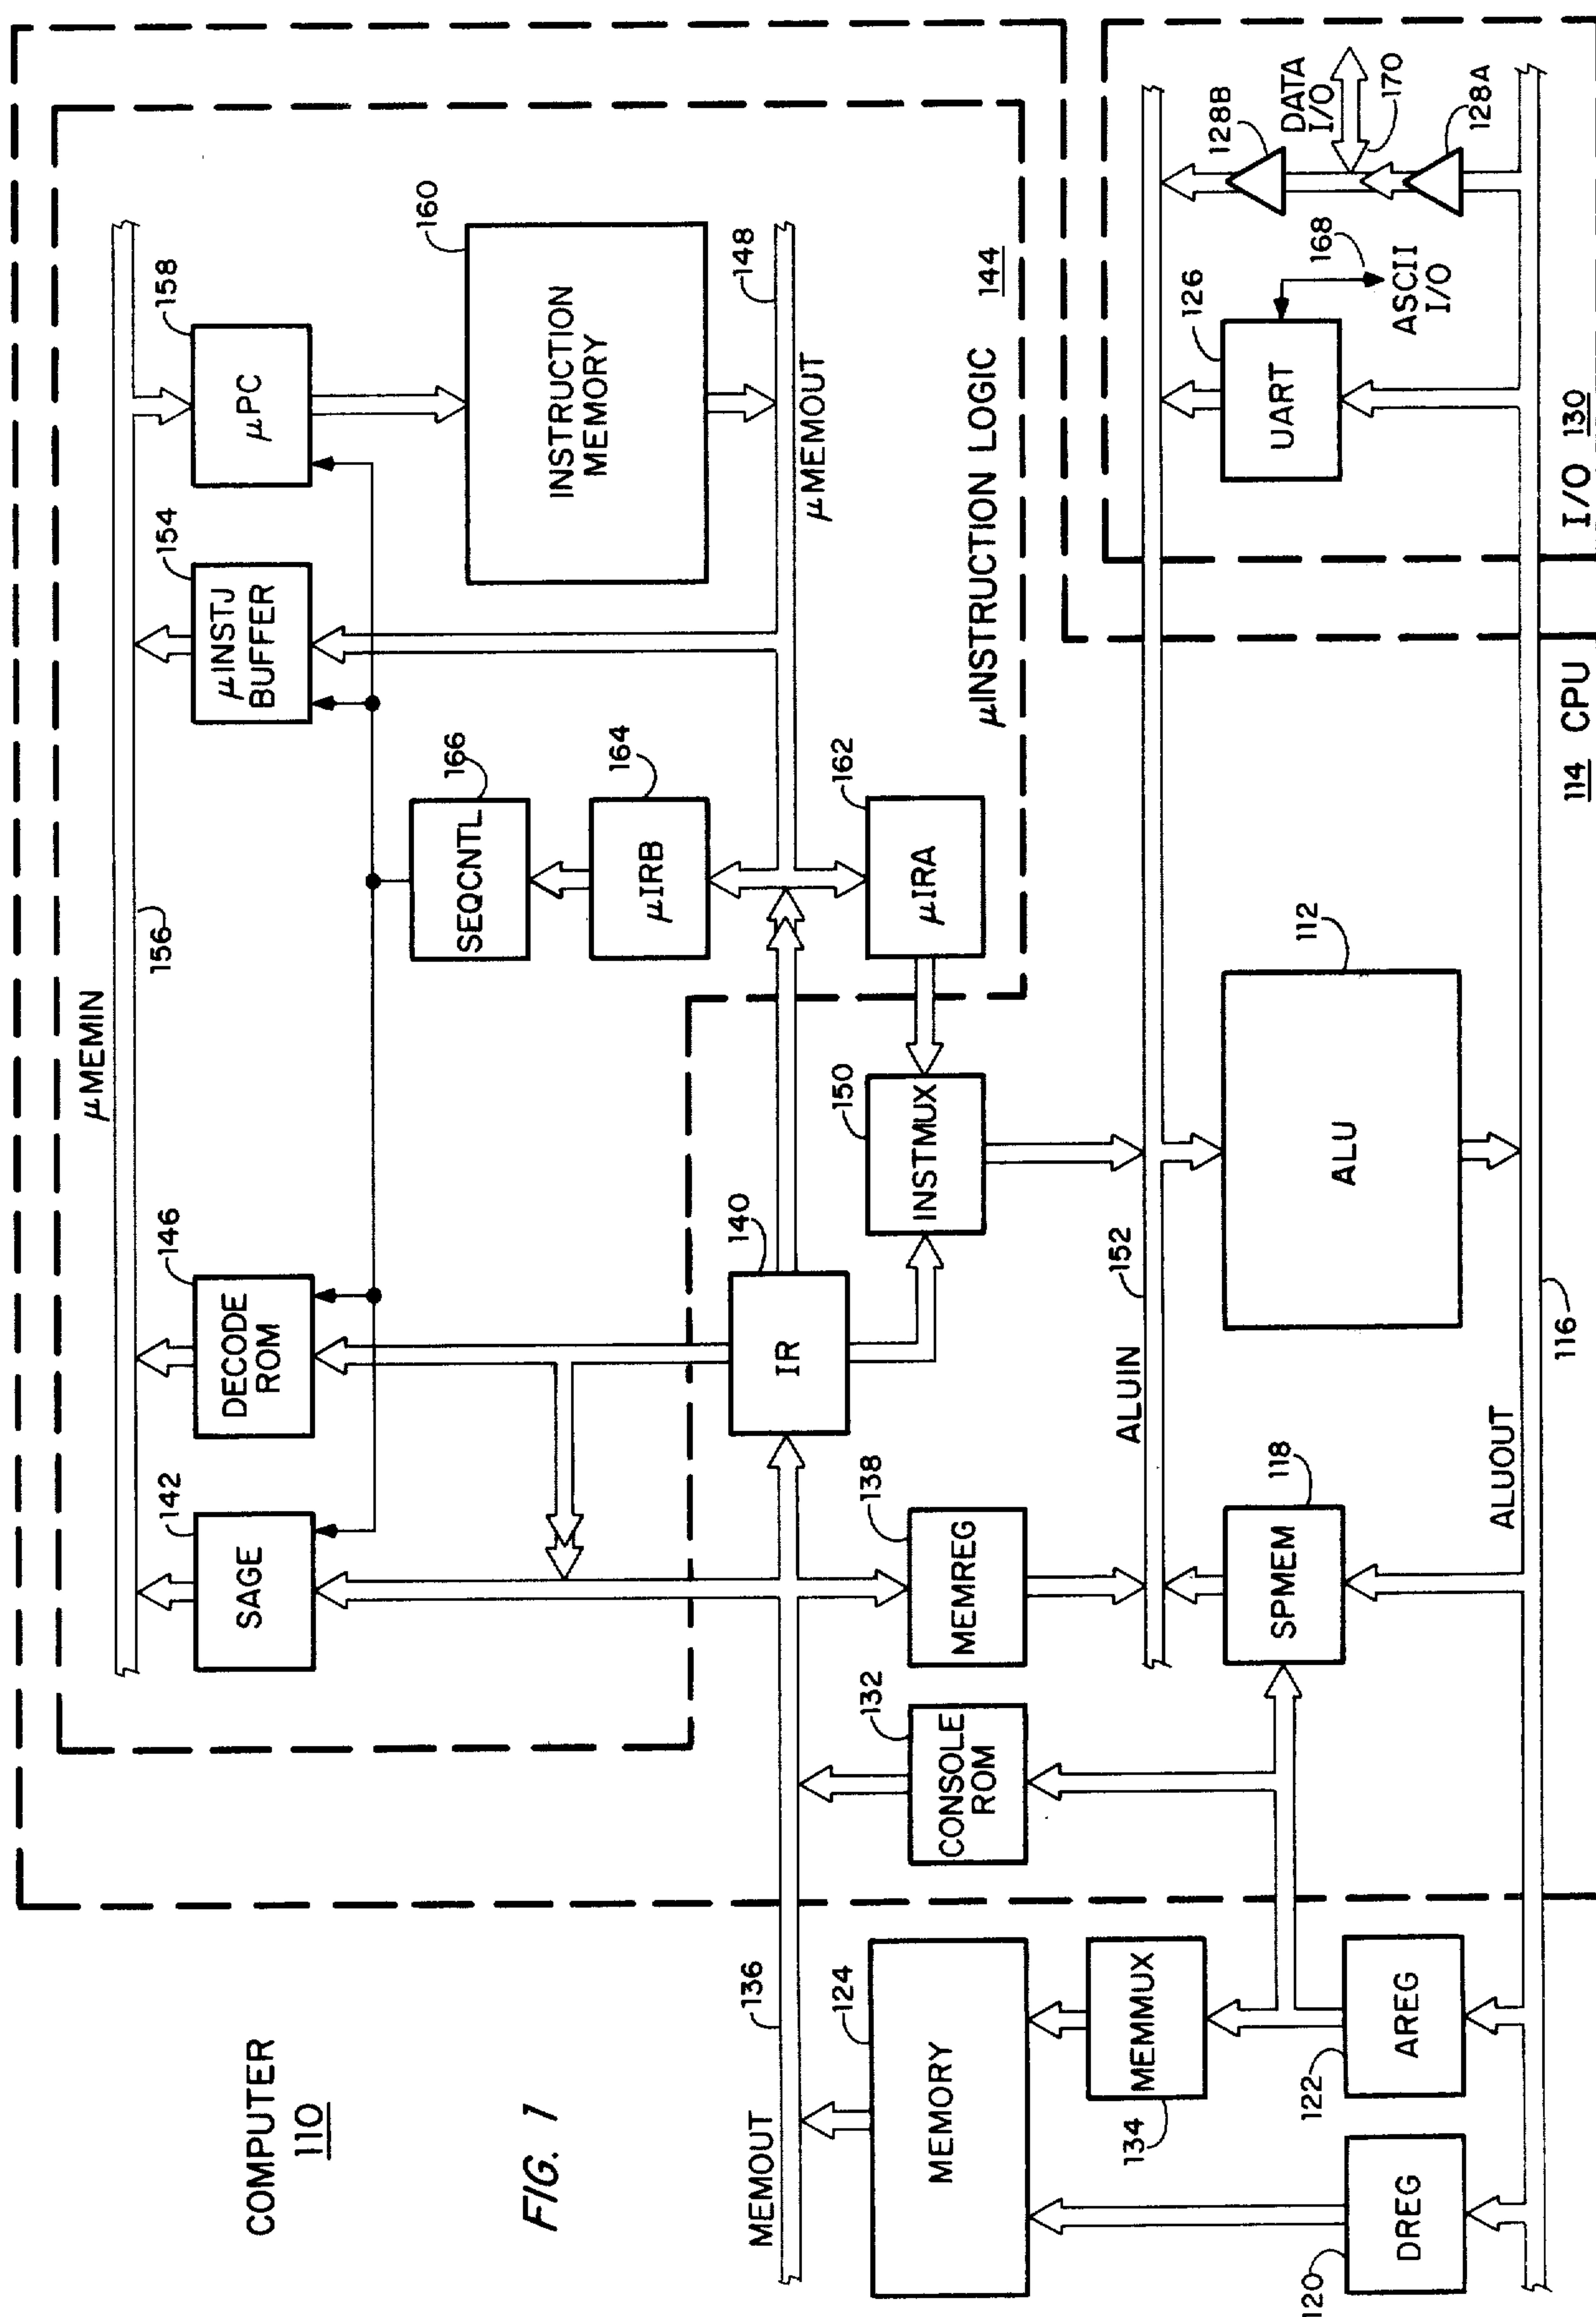 COMPUTER
110
FIG. 1
μMEMIN
156
142
SAGE
146
DECODE
ROM
154
μINSTJ
BUFFER
158
μPC
166
SEQCNTL
164
μIRB
160
INSTRUCTION
MEMORY
148
μMEMOUT
162
μIRA
μINSTRUCTION LOGIC
144
MEMOUT
136
140
IR
124
MEMORY
132
CONSOLE
ROM
138
MEMREG
150
INSTMUX
134
MEMMUX
ALUIN
152
118
SPMEM
112
ALU
126
UART
168
ASCII
I/O
128B
DATA
I/O
170
128A
120
DREG
122
AREG
ALUOUT
116
114 CPU
I/O 130